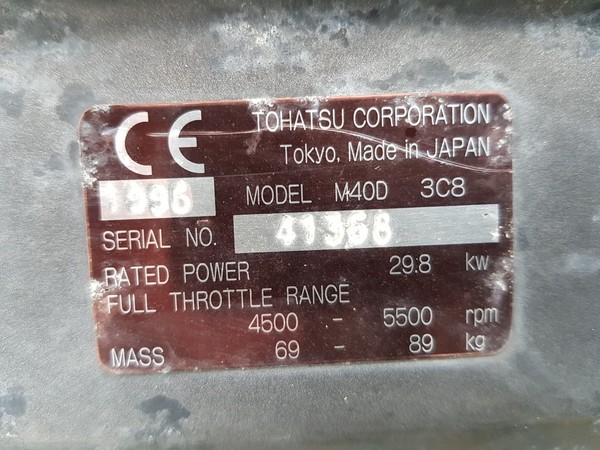 CE TOHATSU CORPORATION
Tokyo, Made in JAPAN
1998 MODEL M40D 3C8
SERIAL NO. 41368
RATED POWER 29.8 kw
FULL THROTTLE RANGE
4500 - 5500 rpm
MASS 69 - 89 kg